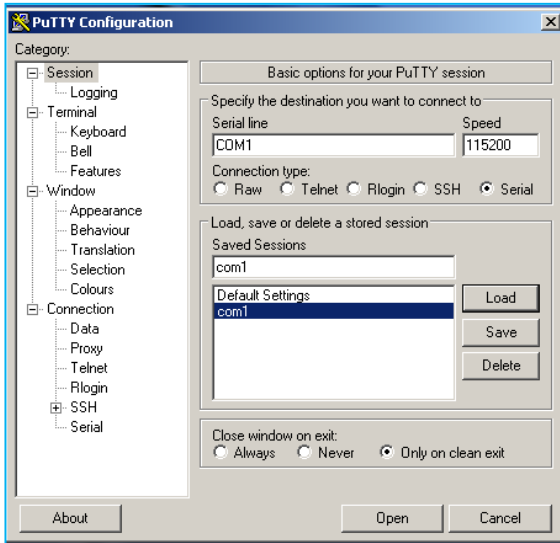 PuTTY Configuration
Category:
Session
Logging
Terminal
Keyboard
Bell
Features
Window
Appearance
Behaviour
Translation
Selection
Colours
Connection
Data
Proxy
Telnet
Rlogin
SSH
Serial
Basic options for your PuTTY session
Specify the destination you want to connect to
Serial line Speed
COM1 115200
Connection type:
Raw Telnet Rlogin SSH Serial
Load, save or delete a stored session
Saved Sessions
com1
Default Settings
com1
Load
Save
Delete
Close window on exit:
Always Never Only on clean exit
About Open Cancel